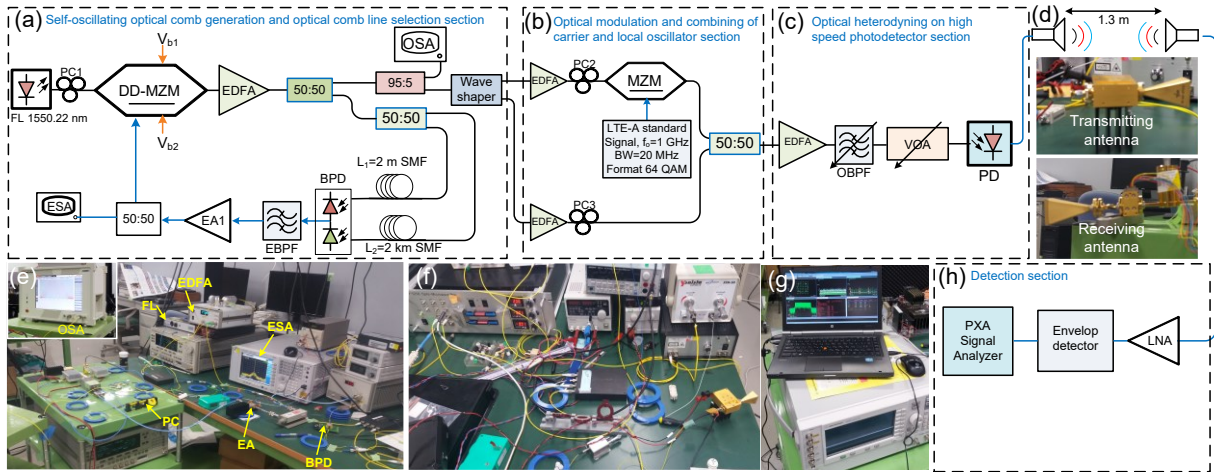 (a)
Self-oscillating optical comb generation and optical comb line selection section
V_b1
OSA
PC1
DD-MZM
EDFA
50:50
95:5
Wave
shaper
FL 1550.22 nm
V_b2
50:50
L₁=2 m SMF
BPD
ESA
50:50
EA1
EBPF
L₂=2 km SMF
(b)
Optical modulation and combining of
carrier and local oscillator section
EDFA
PC2
MZM
LTE-A standard
Signal, f₀=1 GHz
BW=20 MHz
Format 64 QAM
50:50
EDFA
PC3
(c)
Optical heterodyning on high
speed photodetector section
EDFA
OBPF
VOA
PD
(d)
1.3 m
Transmitting
antenna
Receiving
antenna
(e)
OSA
FL
EDFA
ESA
PC
EA
BPD
(f)
(g)
(h)
Detection section
PXA
Signal
Analyzer
Envelop
detector
LNA